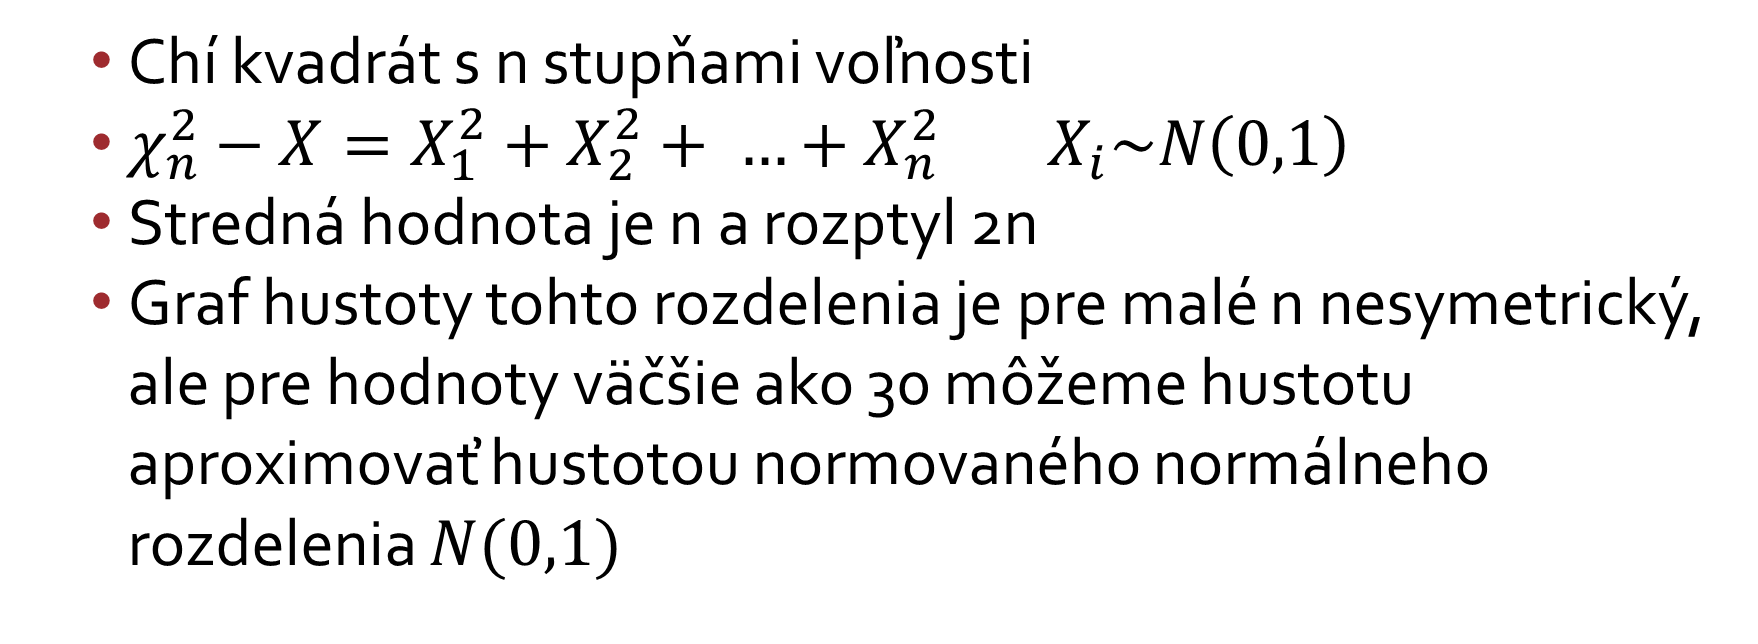 • Chí kvadrát s n stupňami voľnosti
• χₙ² − X = X₁² + X₂² + … + Xₙ² Xᵢ~N(0,1)
• Stredná hodnota je n a rozptyl 2n
• Graf hustoty tohto rozdelenia je pre malé n nesymetrický,
ale pre hodnoty väčšie ako 30 môžeme hustotu
aproximovať hustotou normovaného normálneho
rozdelenia N(0,1)